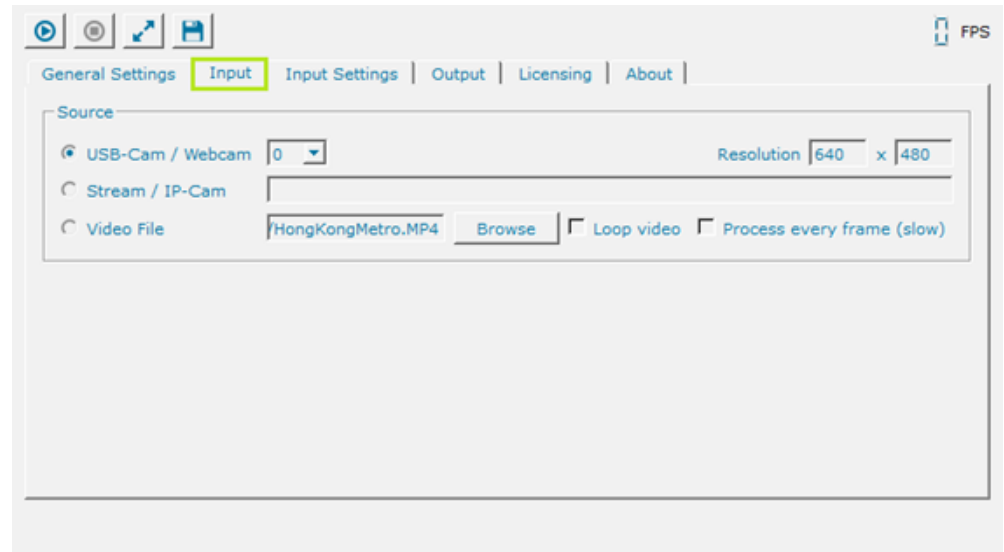 0 FPS
General Settings Input Input Settings Output Licensing About
Source
USB-Cam / Webcam 0 Resolution 640 x 480
Stream / IP-Cam
Video File /HongKongMetro.MP4 Browse Loop video Process every frame (slow)